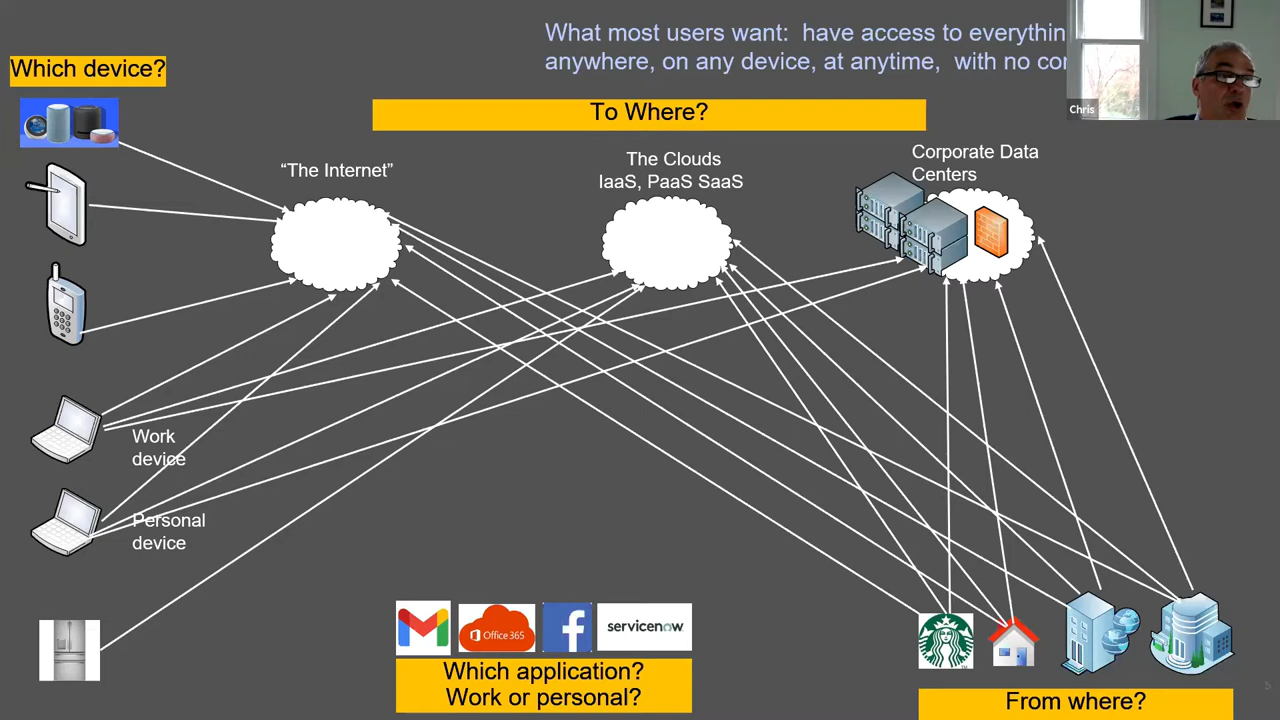 What most users want:  have access to everythin
anywhere, on any device, at anytime,  with no
Which device?
To Where?
Chris
“The Internet”
The Clouds
IaaS, PaaS SaaS
Corporate Data
Centers
Work
device
Personal
device
Office 365
servicenow
Which application?
Work or personal?
From where?
5